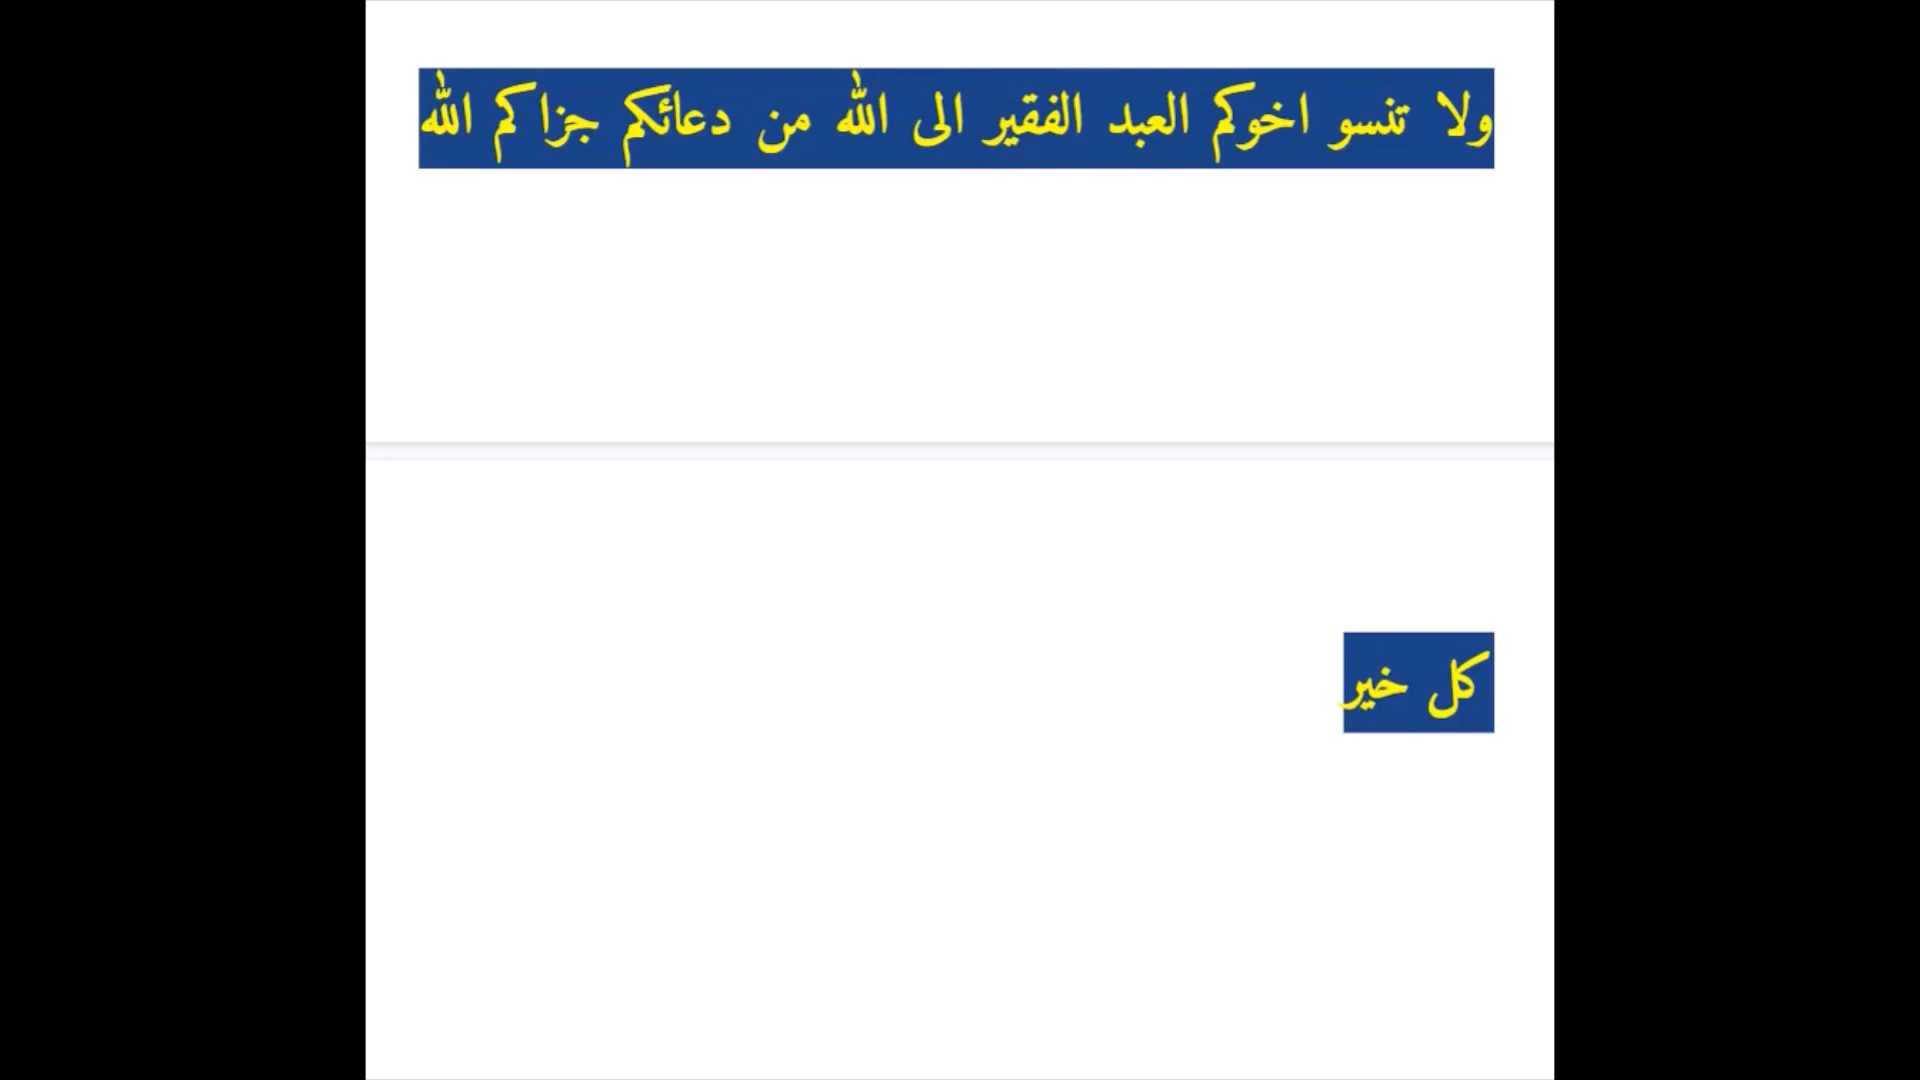 ولا تنسو اخوكم العبد الفقير الى الله من دعائكم جزاكم الله
كل خير